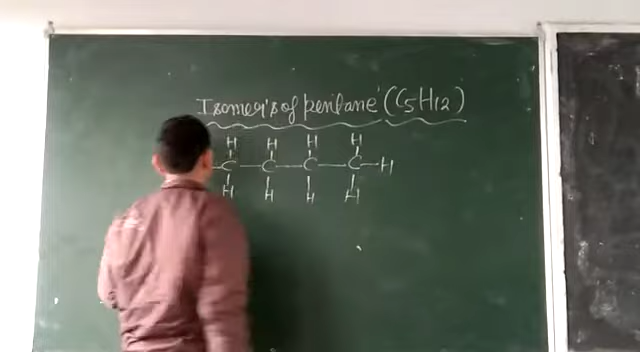 Isomer's of pentane (C5H12)
H H H H
-C-C-C-C-H
H H H H